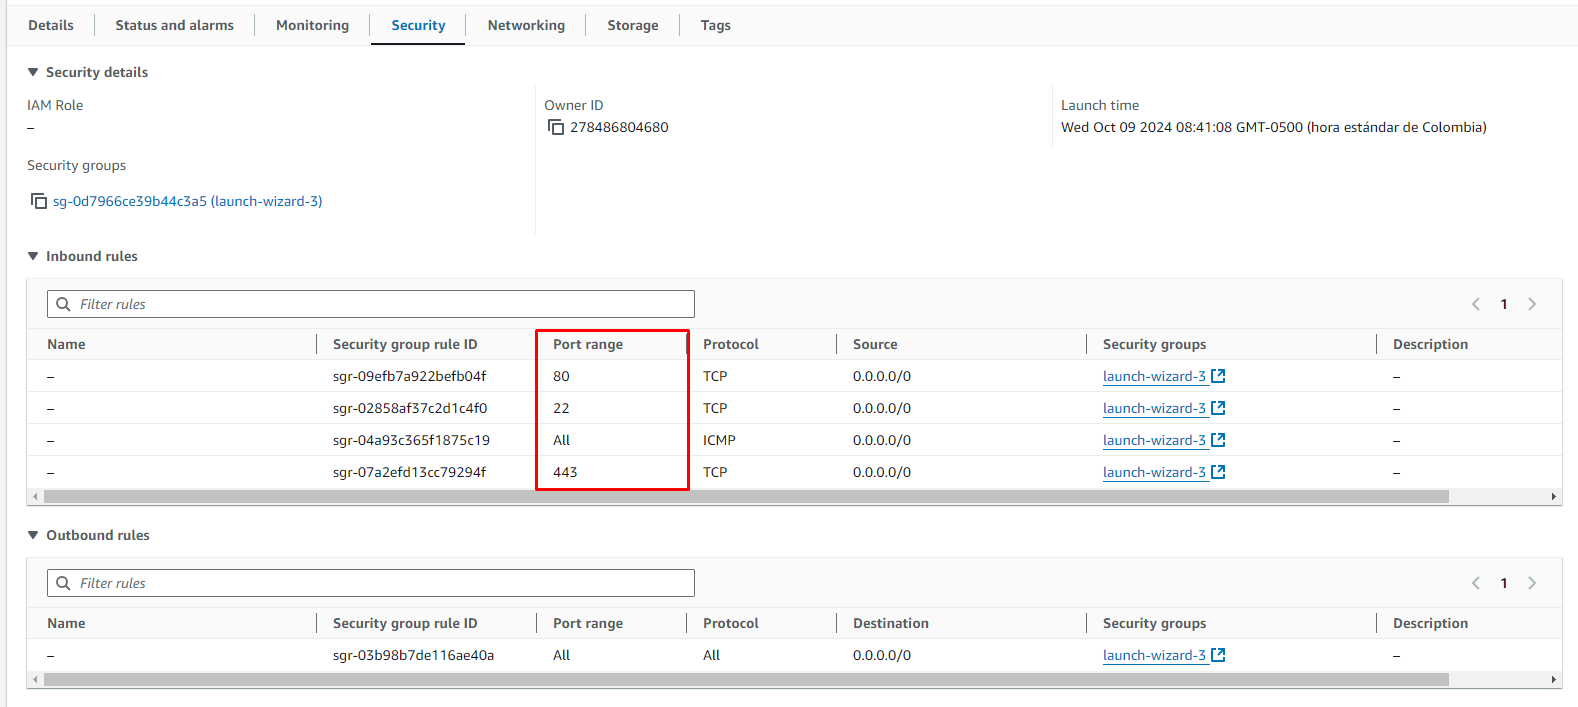 Details Status and alarms Monitoring Security Networking Storage Tags
Security details
IAM Role Owner ID Launch time
– 278486804680 Wed Oct 09 2024 08:41:08 GMT-0500 (hora estándar de Colombia)
Security groups
sg-0d7966ce39b44c3a5 (launch-wizard-3)
Inbound rules
Filter rules 1
Name Security group rule ID Port range Protocol Source Security groups Description
– sgr-09efb7a922befb04f 80 TCP 0.0.0.0/0 launch-wizard-3 –
– sgr-02858af37c2d1c4f0 22 TCP 0.0.0.0/0 launch-wizard-3 –
– sgr-04a93c365f1875c19 All ICMP 0.0.0.0/0 launch-wizard-3 –
– sgr-07a2efd13cc79294f 443 TCP 0.0.0.0/0 launch-wizard-3 –
Outbound rules
Filter rules 1
Name Security group rule ID Port range Protocol Destination Security groups Description
– sgr-03b98b7de116ae40a All All 0.0.0.0/0 launch-wizard-3 –